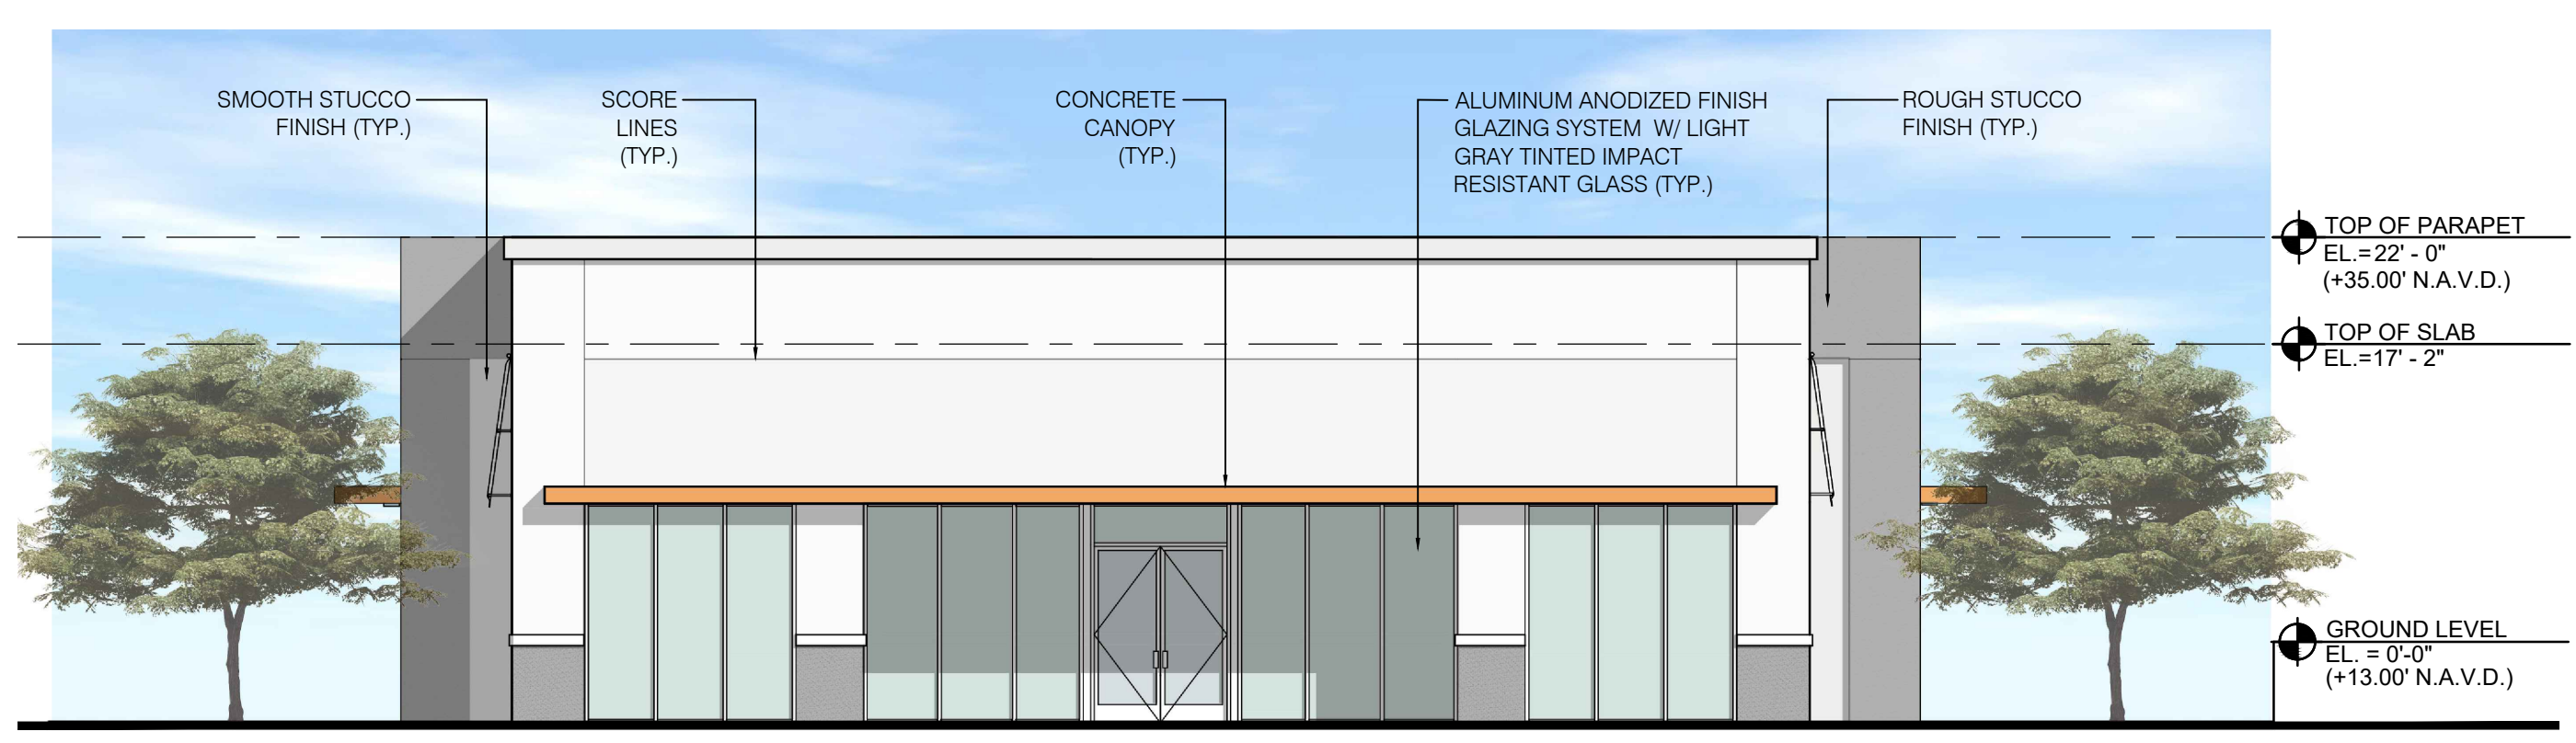 SMOOTH STUCCO
FINISH (TYP.)
SCORE
LINES
(TYP.)
CONCRETE
CANOPY
(TYP.)
ALUMINUM ANODIZED FINISH
GLAZING SYSTEM W/ LIGHT
GRAY TINTED IMPACT
RESISTANT GLASS (TYP.)
ROUGH STUCCO
FINISH (TYP.)
TOP OF PARAPET
EL.=22' - 0"
(+35.00' N.A.V.D.)
TOP OF SLAB
EL.=17' - 2"
GROUND LEVEL
EL. = 0'-0"
(+13.00' N.A.V.D.)